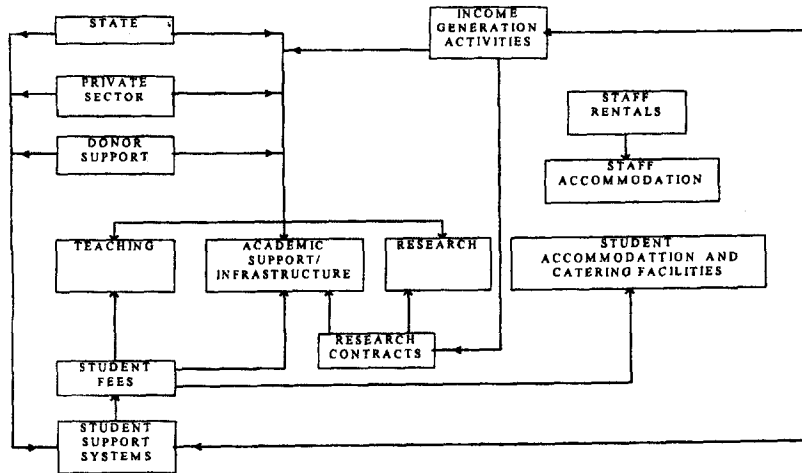 STATE
INCOME
GENERATION
ACTIVITIES
PRIVATE
SECTOR
STAFF
RENTALS
DONOR
SUPPORT
STAFF
ACCOMMODATION
TEACHING
ACADEMIC
SUPPORT/
INFRASTRUCTURE
RESEARCH
STUDENT
ACCOMMODATTION AND
CATERING FACILITIES
RESEARCH
CONTRACTS
STUDENT
FEES
STUDENT
SUPPORT
SYSTEMS